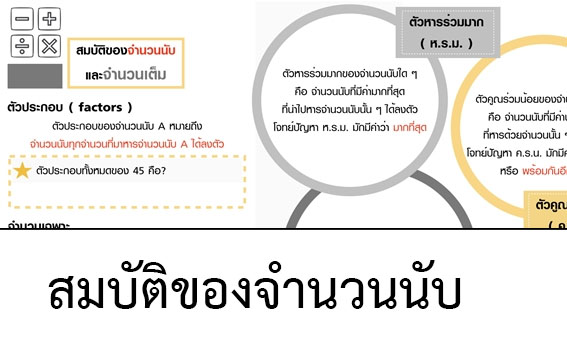 สมบัติของจำนวนนับ
และจำนวนเต็ม
ตัวประกอบ ( factors )
ตัวประกอบของจำนวนนับ A หมายถึง
จำนวนนับทุกจำนวนที่มาหารจำนวนนับ A ได้ลงตัว
ตัวประกอบทั้งหมดของ 45 คือ?
จำนวนเฉพาะ
ตัวหารร่วมมาก
( ห.ร.ม. )
ตัวหารร่วมมากของจำนวนนับใด ๆ
คือ จำนวนนับที่มีค่ามากที่สุด
ที่นำไปหารจำนวนนับนั้น ๆ ได้ลงตัว
โจทย์ปัญหา ห.ร.ม. มักมีคำว่า มากที่สุด
ตัวคูณร่วมน้อยของจำ
คือ จำนวนนับที่มีค่า
ที่หารด้วยจำนวนนั้น
โจทย์ปัญหา ค.ร.น. มักมี
หรือ พร้อมกันอี
ตัวคูณ
สมบัติของจำนวนนับ